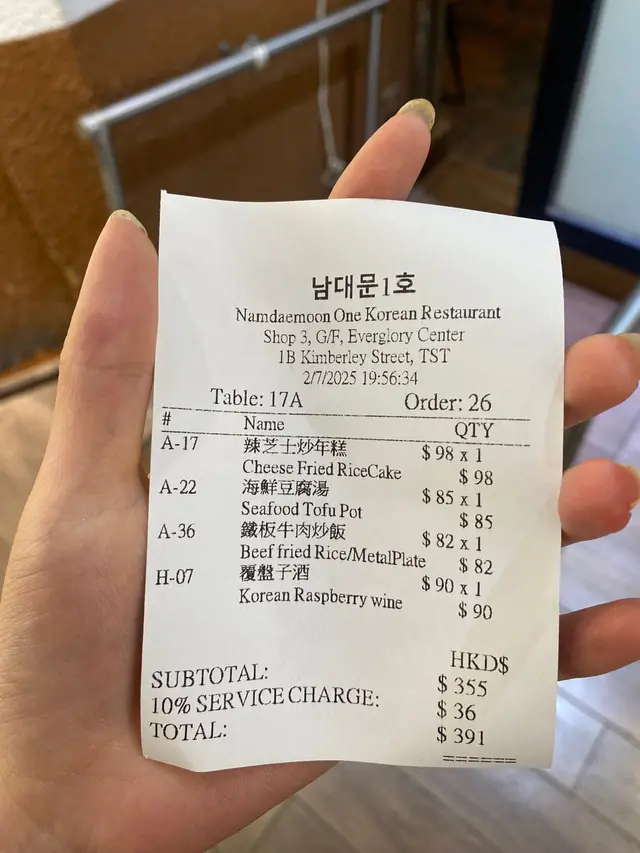 남대문1호
Namdaemoon One Korean Restaurant
Shop 3, G/F, Everglory Center
1B Kimberley Street, TST
2/7/2025 19:56:34
Table: 17A Order: 26
# Name QTY
A-17 辣芝士炒年糕 $ 98 x 1
Cheese Fried RiceCake $ 98
A-22 海鮮豆腐湯 $ 85 x 1
Seafood Tofu Pot $ 85
A-36 鐵板牛肉炒飯 $ 82 x 1
Beef fried Rice/MetalPlate $ 82
H-07 覆盤子酒 $ 90 x 1
Korean Raspberry wine $ 90
HKD$
SUBTOTAL: $ 355
10% SERVICE CHARGE: $ 36
TOTAL: $ 391
======